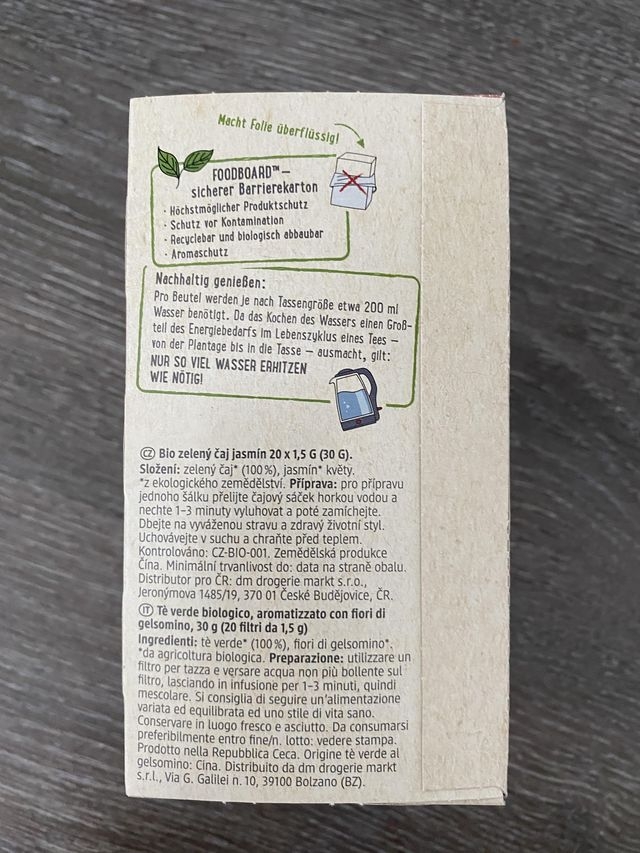 Macht Folie überflüssig!
FOODBOARD™ –
sicherer Barrierekarton
· Höchstmöglicher Produktschutz
· Schutz vor Kontamination
· Recyclebar und biologisch abbaubar
· Aromaschutz
Nachhaltig genießen:
Pro Beutel werden je nach Tassengröße etwa 200 ml
Wasser benötigt. Da das Kochen des Wassers einen Groß-
teil des Energiebedarfs im Lebenszyklus eines Tees –
von der Plantage bis in die Tasse – ausmacht, gilt:
NUR SO VIEL WASSER ERHITZEN
WIE NÖTIG!
CZ Bio zelený čaj jasmín 20 x 1,5 G (30 G).
Složení: zelený čaj* (100 %), jasmín* květy.
*z ekologického zemědělství. Příprava: pro přípravu
jednoho šálku přelijte čajový sáček horkou vodou a
nechte 1–3 minuty vyluhovat a poté zamíchejte.
Dbejte na vyváženou stravu a zdravý životní styl.
Uchovávejte v suchu a chraňte před teplem.
Kontrolováno: CZ-BIO-001. Zemědělská produkce
Čína. Minimální trvanlivost do: data na straně obalu.
Distributor pro ČR: dm drogerie markt s.r.o.,
Jeronýmova 1485/19, 370 01 České Budějovice, ČR.
IT Tè verde biologico, aromatizzato con fiori di
gelsomino, 30 g (20 filtri da 1,5 g)
Ingredienti: tè verde* (100 %), fiori di gelsomino*.
*da agricoltura biologica. Preparazione: utilizzare un
filtro per tazza e versare acqua non più bollente sul
filtro, lasciando in infusione per 1–3 minuti, quindi
mescolare. Si consiglia di seguire un'alimentazione
variata ed equilibrata ed uno stile di vita sano.
Conservare in luogo fresco e asciutto. Da consumarsi
preferibilmente entro fine/n. lotto: vedere stampa.
Prodotto nella Repubblica Ceca. Origine tè verde al
gelsomino: Cina. Distribuito da dm drogerie markt
s.r.l., Via G. Galilei n. 10, 39100 Bolzano (BZ).